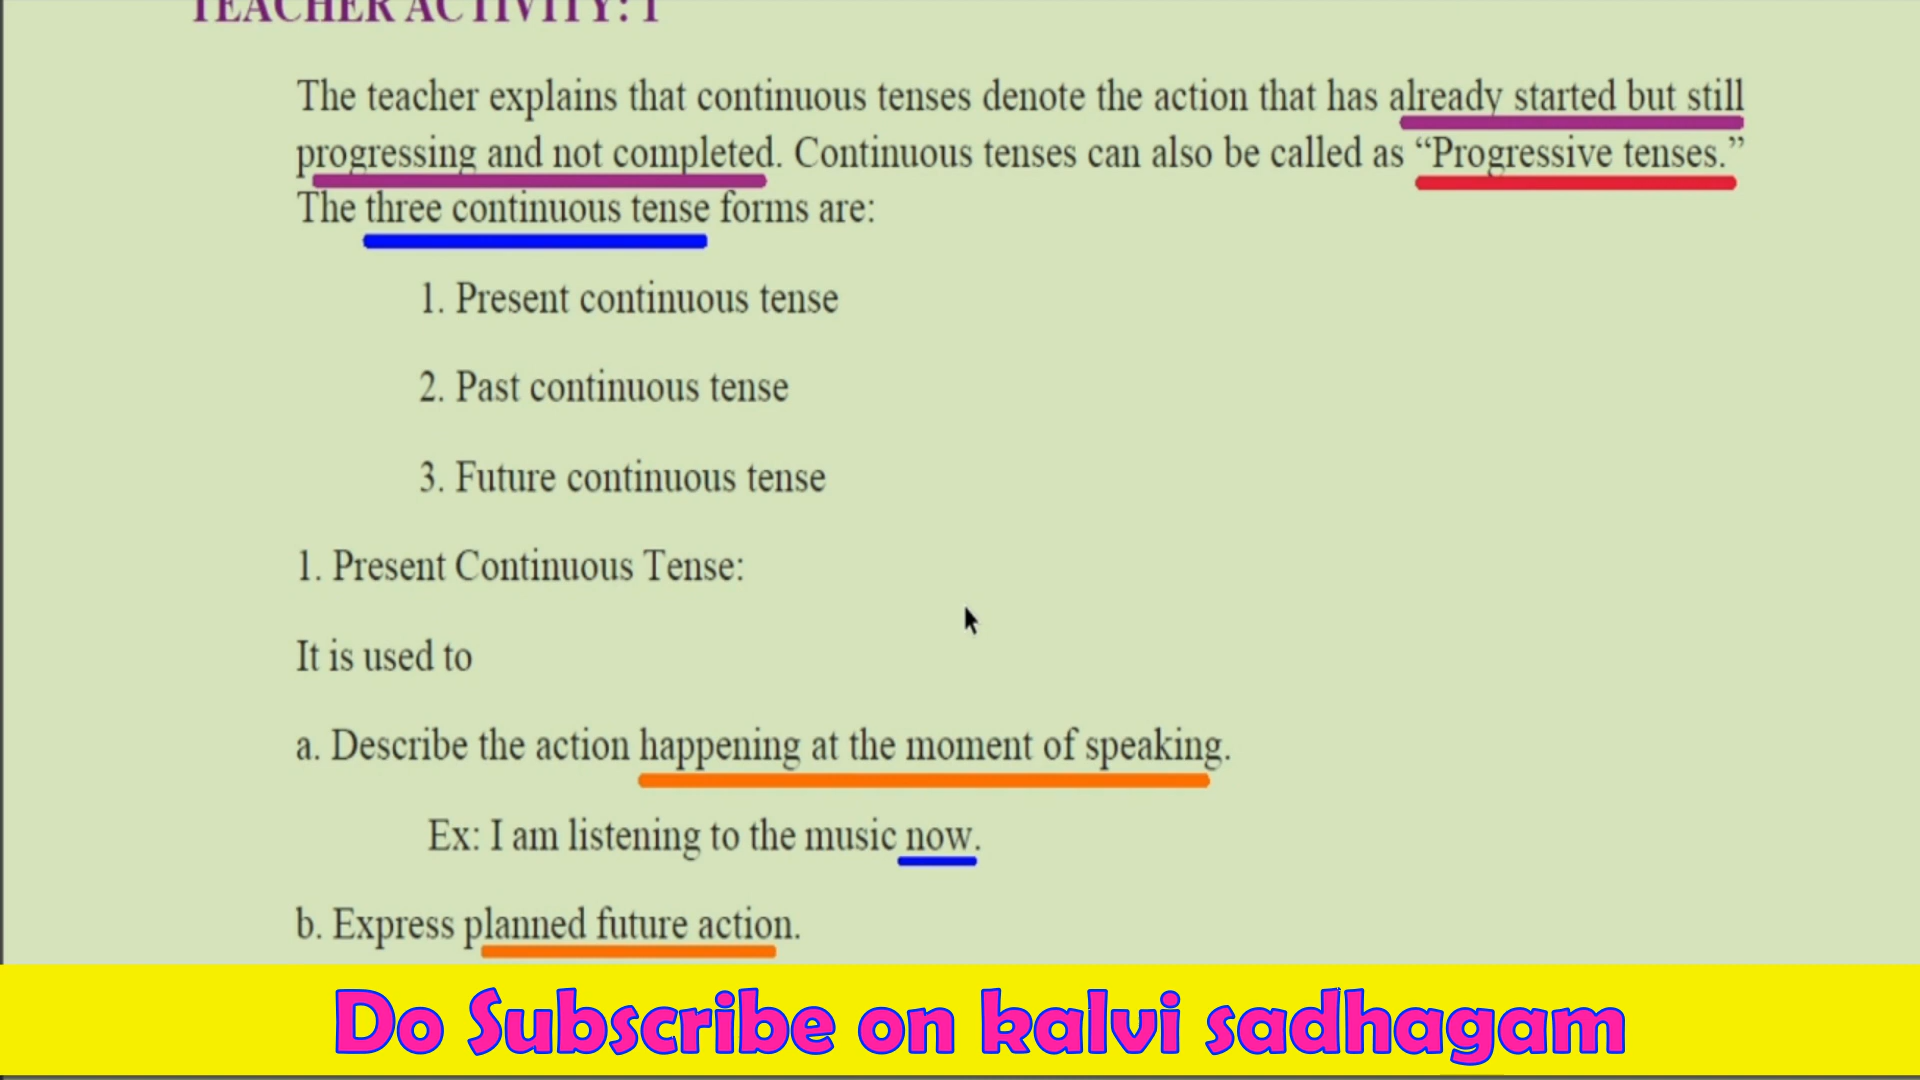 TEACHER ACTIVITY: 1
The teacher explains that continuous tenses denote the action that has already started but still
progressing and not completed. Continuous tenses can also be called as “Progressive tenses.”
The three continuous tense forms are:
1. Present continuous tense
2. Past continuous tense
3. Future continuous tense
1. Present Continuous Tense:
It is used to
a. Describe the action happening at the moment of speaking.
Ex: I am listening to the music now.
b. Express planned future action.
Do Subscribe on kalvi sadhagam